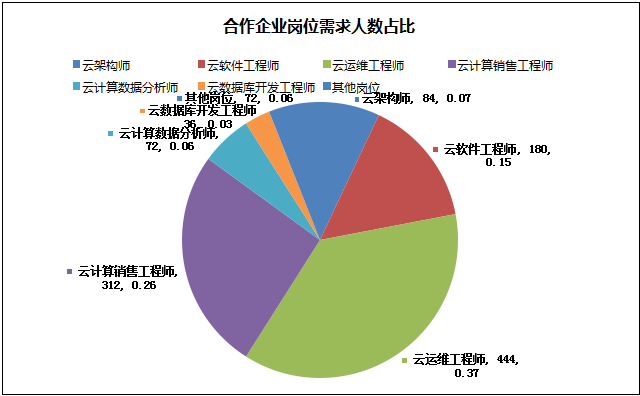 合作企业岗位需求人数占比
云架构师 云软件工程师 云运维工程师 云计算销售工程师
云计算数据分析师 云数据库开发工程师 其他岗位
其他岗位, 72, 0.06
云架构师, 84, 0.07
云数据库开发工程师
36, 0.03
云计算数据分析师,
72, 0.06
云软件工程师, 180,
0.15
云计算销售工程师,
312, 0.26
云运维工程师, 444,
0.37